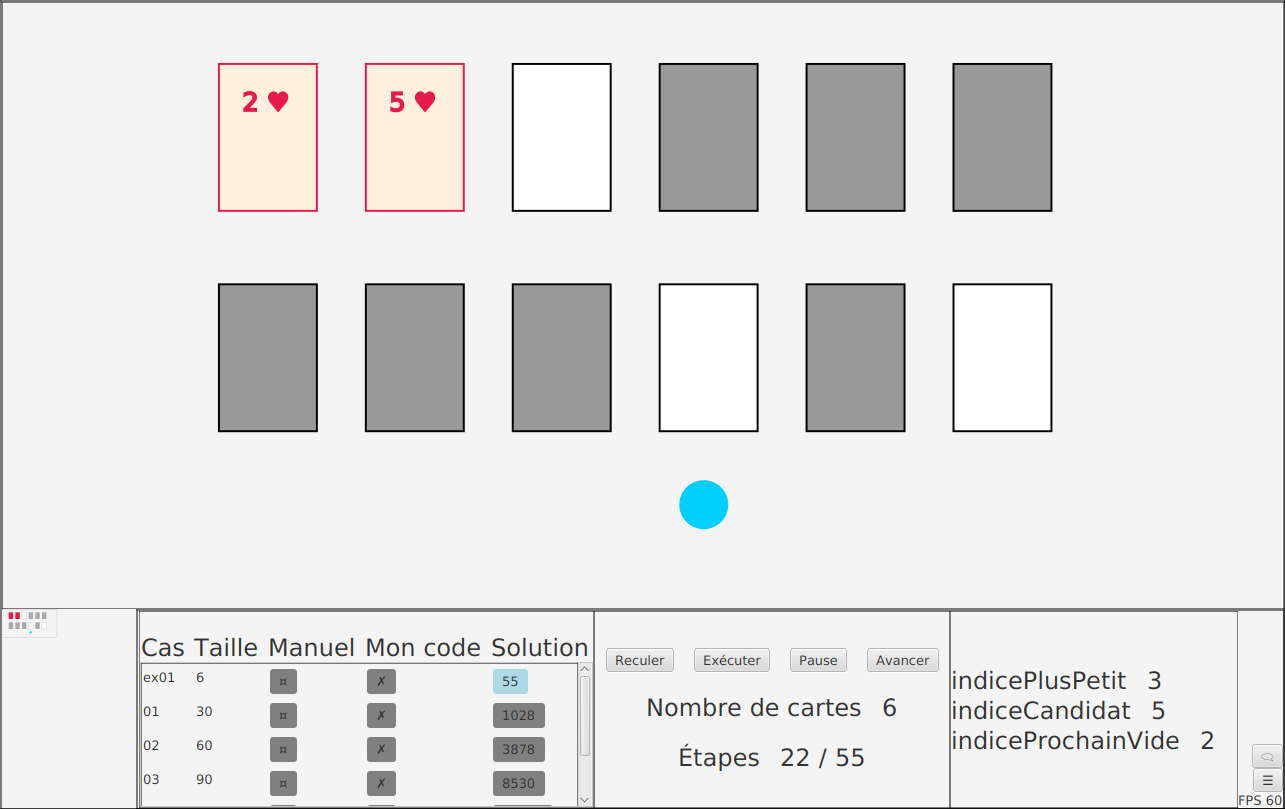 2 ♥ 5 ♥
Cas Taille Manuel Mon code Solution
ex01 6 ¤ ✗ 55
01 30 ¤ ✗ 1028
02 60 ¤ ✗ 3878
03 90 ¤ ✗ 8530
Reculer Exécuter Pause Avancer
Nombre de cartes 6
Étapes 22 / 55
indicePlusPetit 3
indiceCandidat 5
indiceProchainVide 2
FPS 60